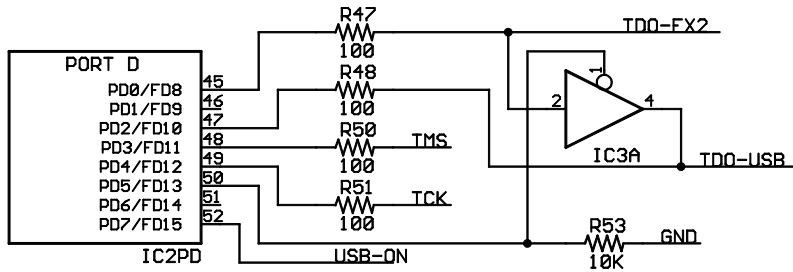 R47
TDO-FX2
100
PORT D
R48
1
PD0/FD8 45
PD1/FD9 46
100
2
4
PD2/FD10 47
PD3/FD11 48
R50
TMS
PD4/FD12 49
100
IC3A
TDO-USB
PD5/FD13 50
R51
TCK
PD6/FD14 51
PD7/FD15 52
100
R53
GND
IC2PD
USB-ON
10K